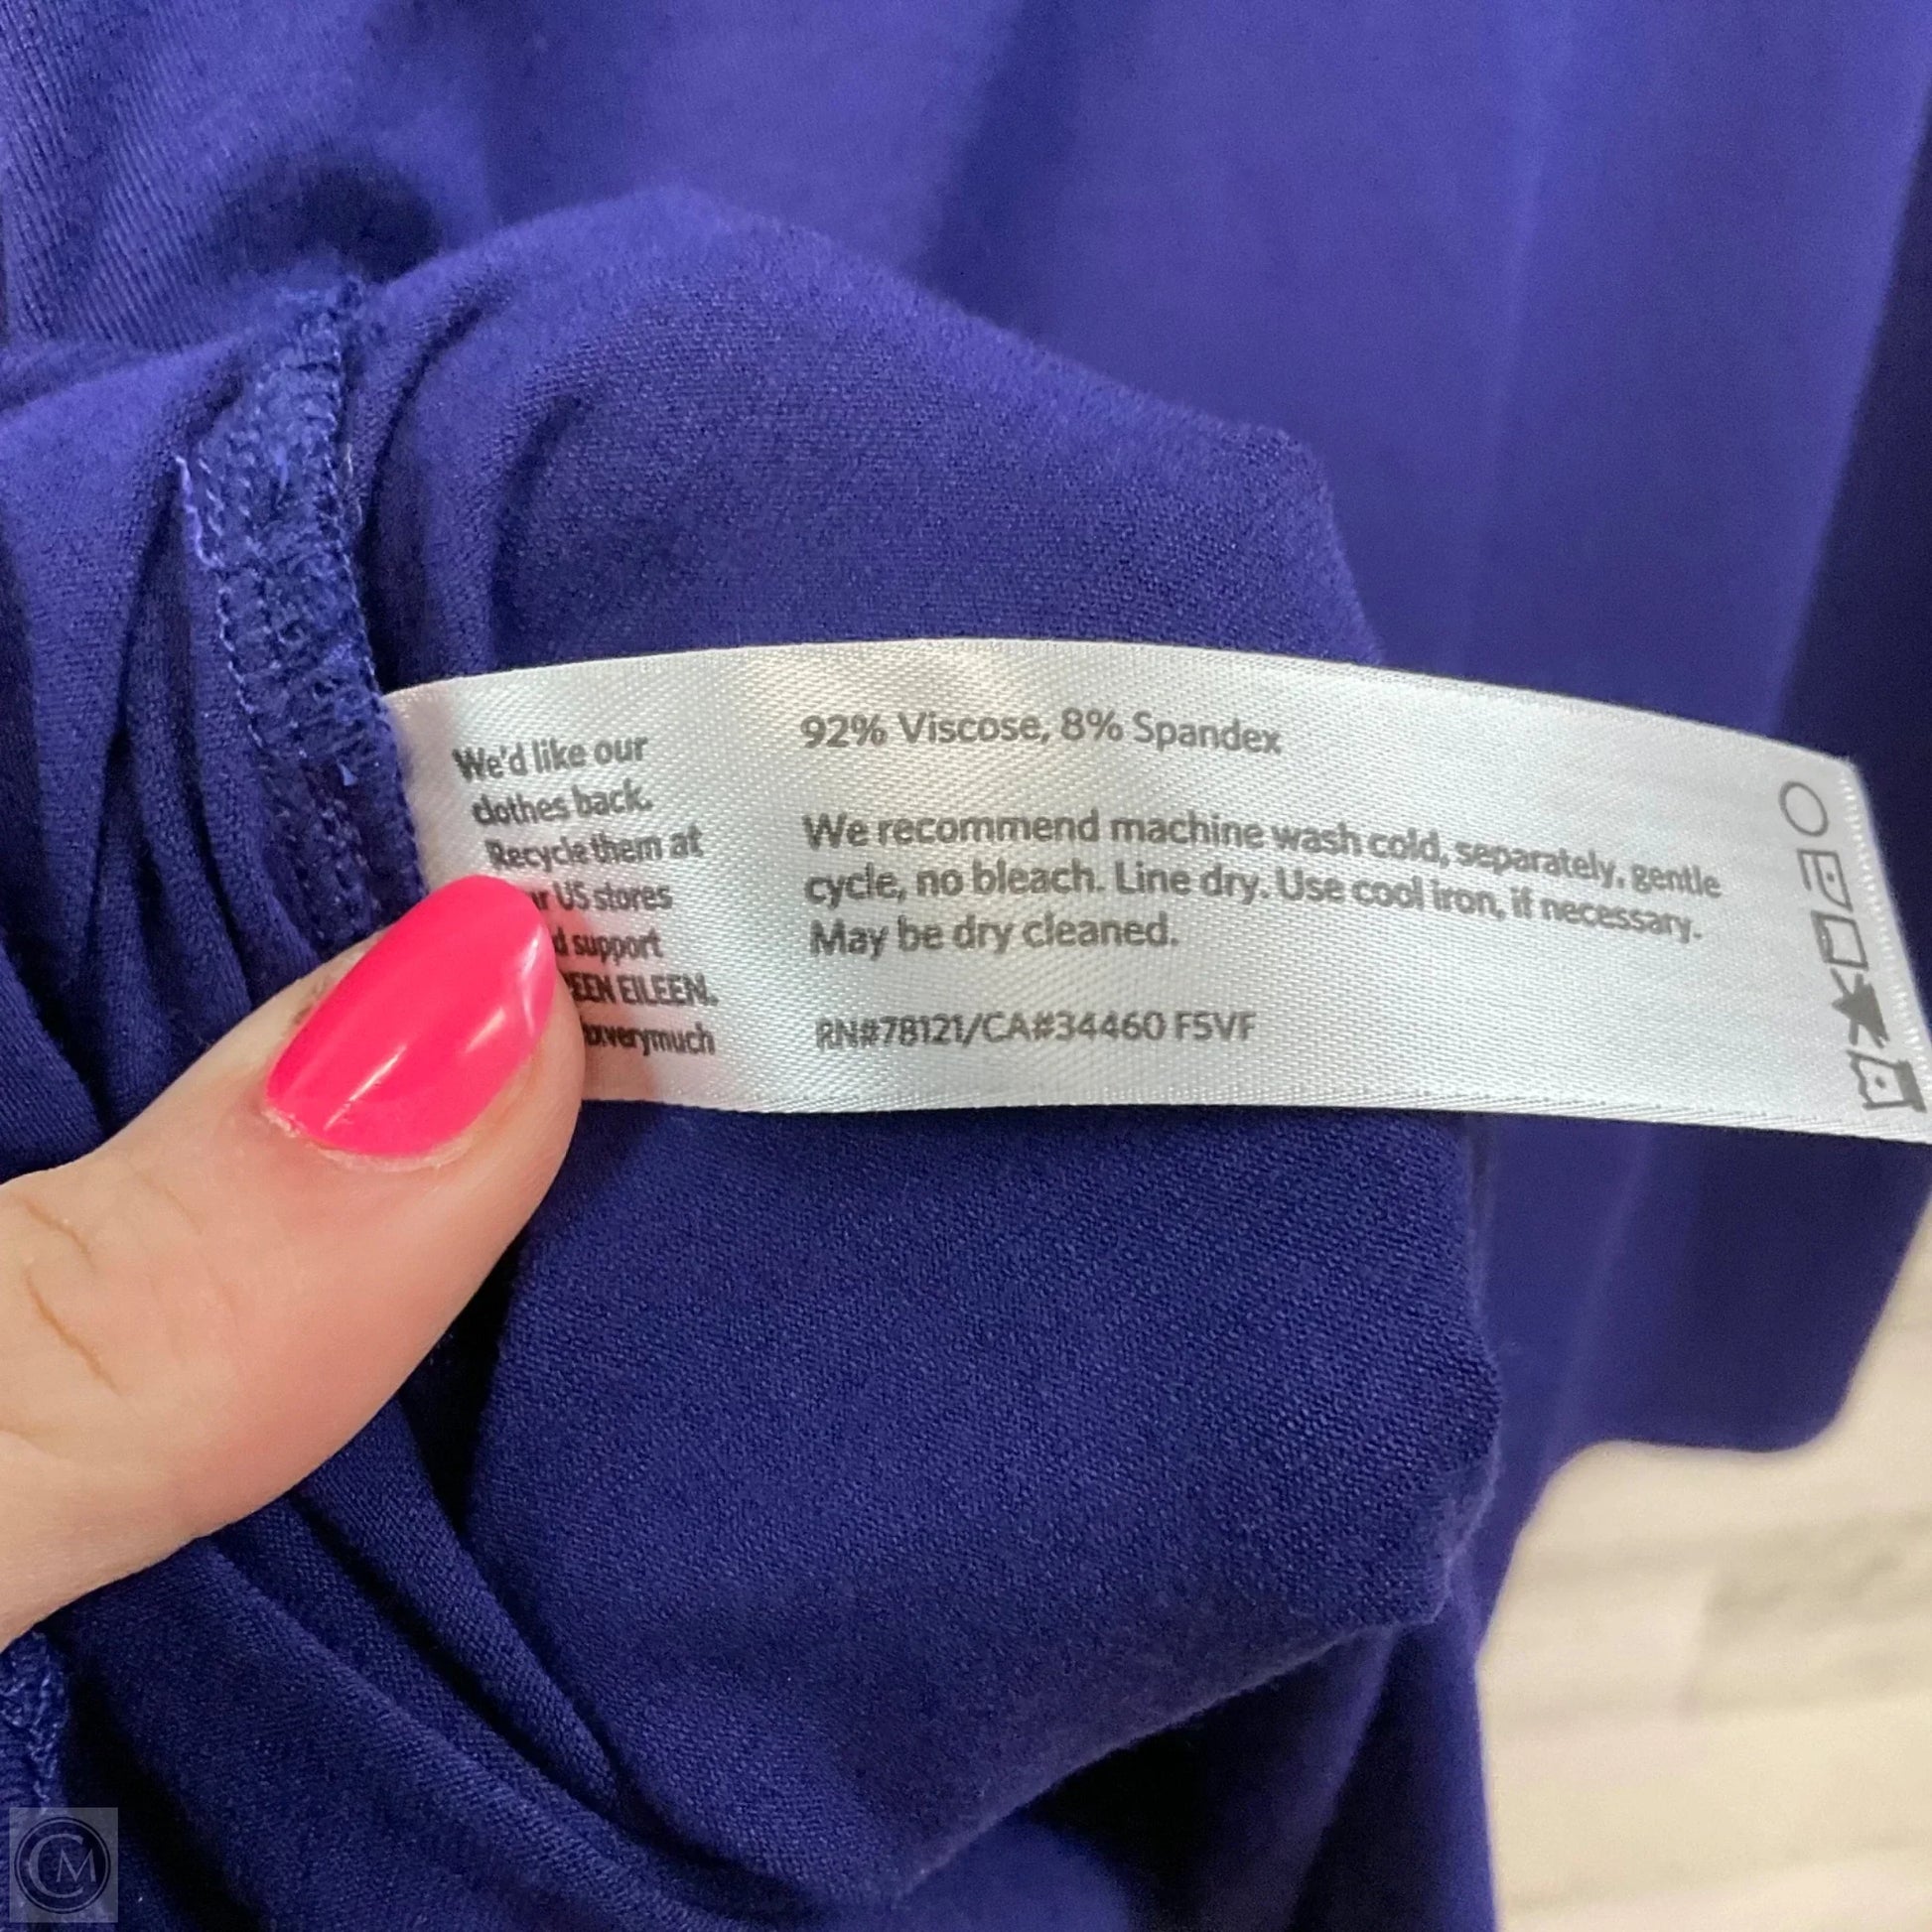 We'd like our
clothes back.
Recycle them at
US stores
support
EILEEN.
92% Viscose, 8% Spandex
We recommend machine wash cold, separately, gentle
cycle, no bleach. Line dry. Use cool iron, if necessary.
May be dry cleaned.
RN#78121/CA#34460 F5VF
CM